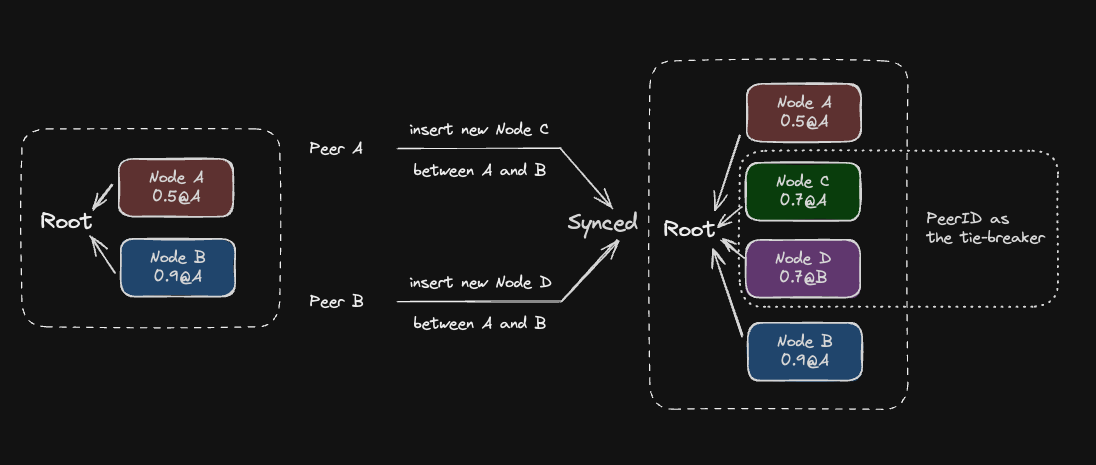 Root
Node A
0.5@A
Node B
0.9@A
Peer A
insert new Node C
between A and B
Peer B
insert new Node D
between A and B
Synced
Root
Node A
0.5@A
Node C
0.7@A
Node D
0.7@B
Node B
0.9@A
PeerID as
the tie-breaker